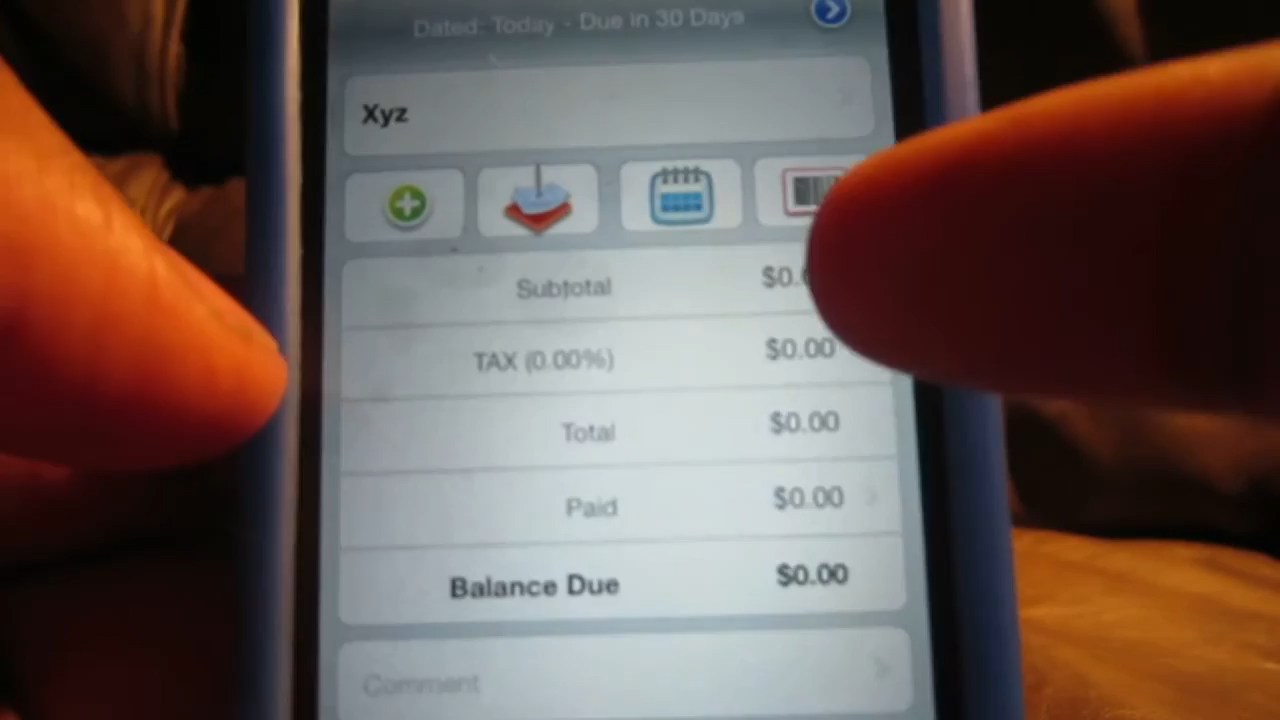 Dated: Today - Due in 30 Days
Xyz
Subtotal $0.
TAX (0.00%) $0.00
Total $0.00
Paid $0.00
Balance Due $0.00
Comment